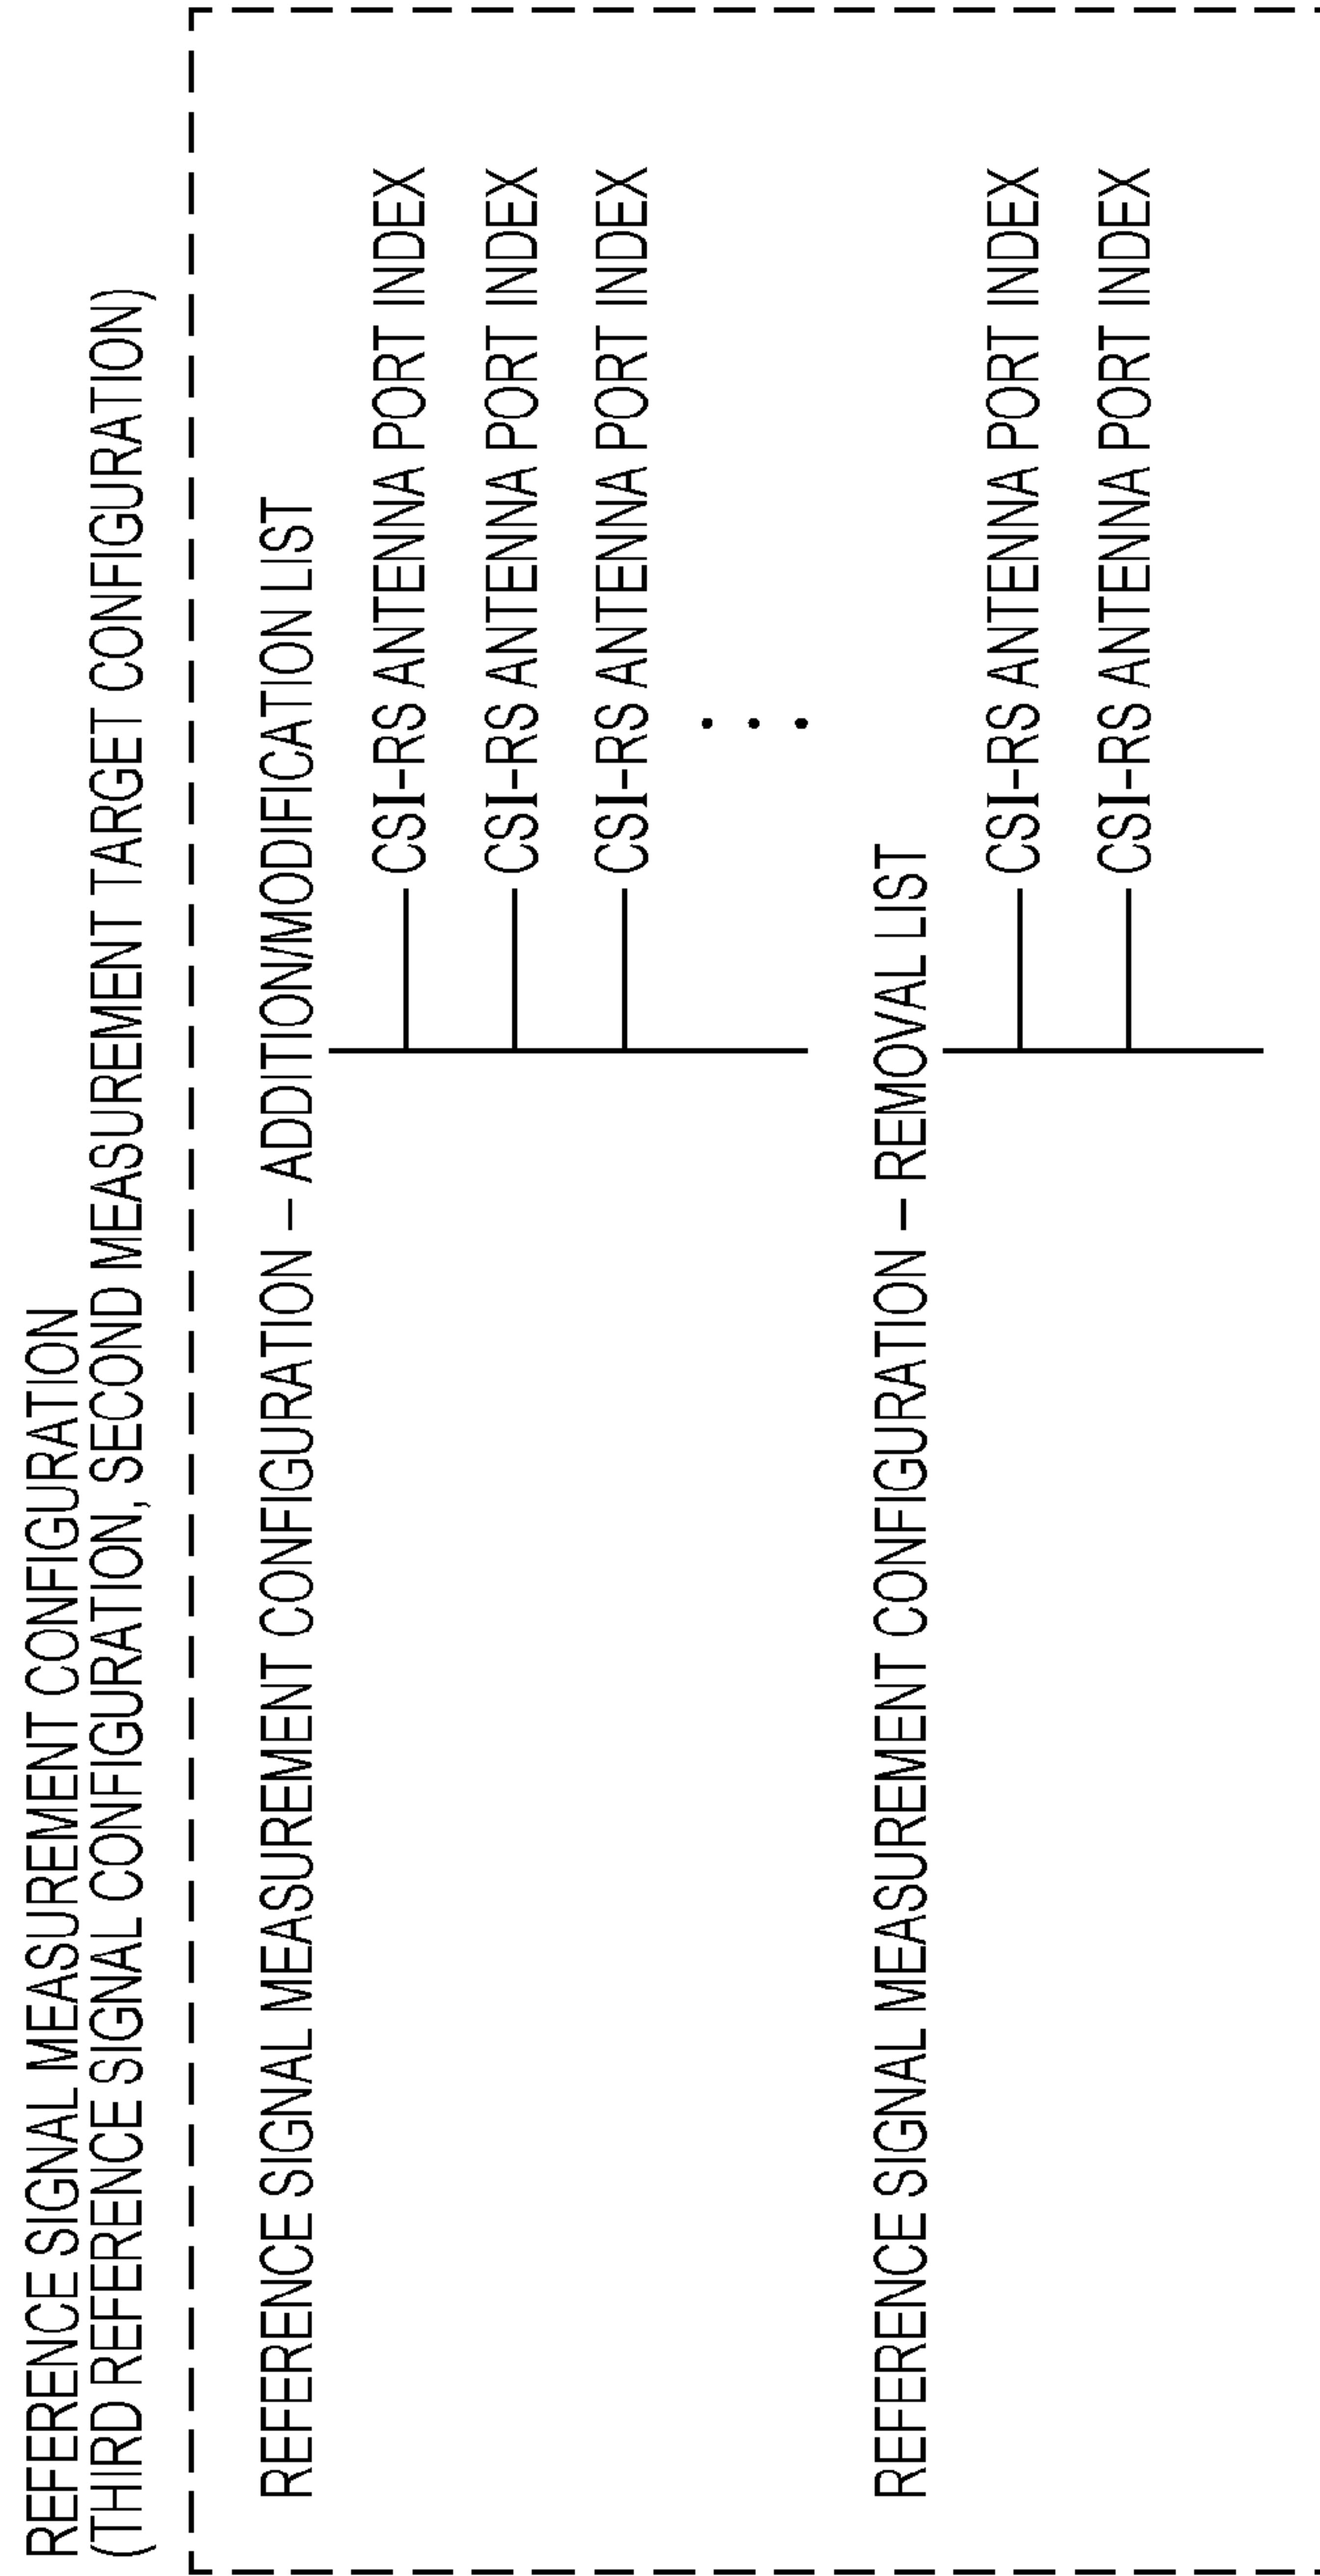 REFERENCE SIGNAL MEASUREMENT CONFIGURATION
(THIRD REFERENCE SIGNAL CONFIGURATION, SECOND MEASUREMENT TARGET CONFIGURATION)
REFERENCE SIGNAL MEASUREMENT CONFIGURATION – ADDITION/MODIFICATION LIST
CSI-RS ANTENNA PORT INDEX
CSI-RS ANTENNA PORT INDEX
CSI-RS ANTENNA PORT INDEX
...
REFERENCE SIGNAL MEASUREMENT CONFIGURATION – REMOVAL LIST
CSI-RS ANTENNA PORT INDEX
CSI-RS ANTENNA PORT INDEX